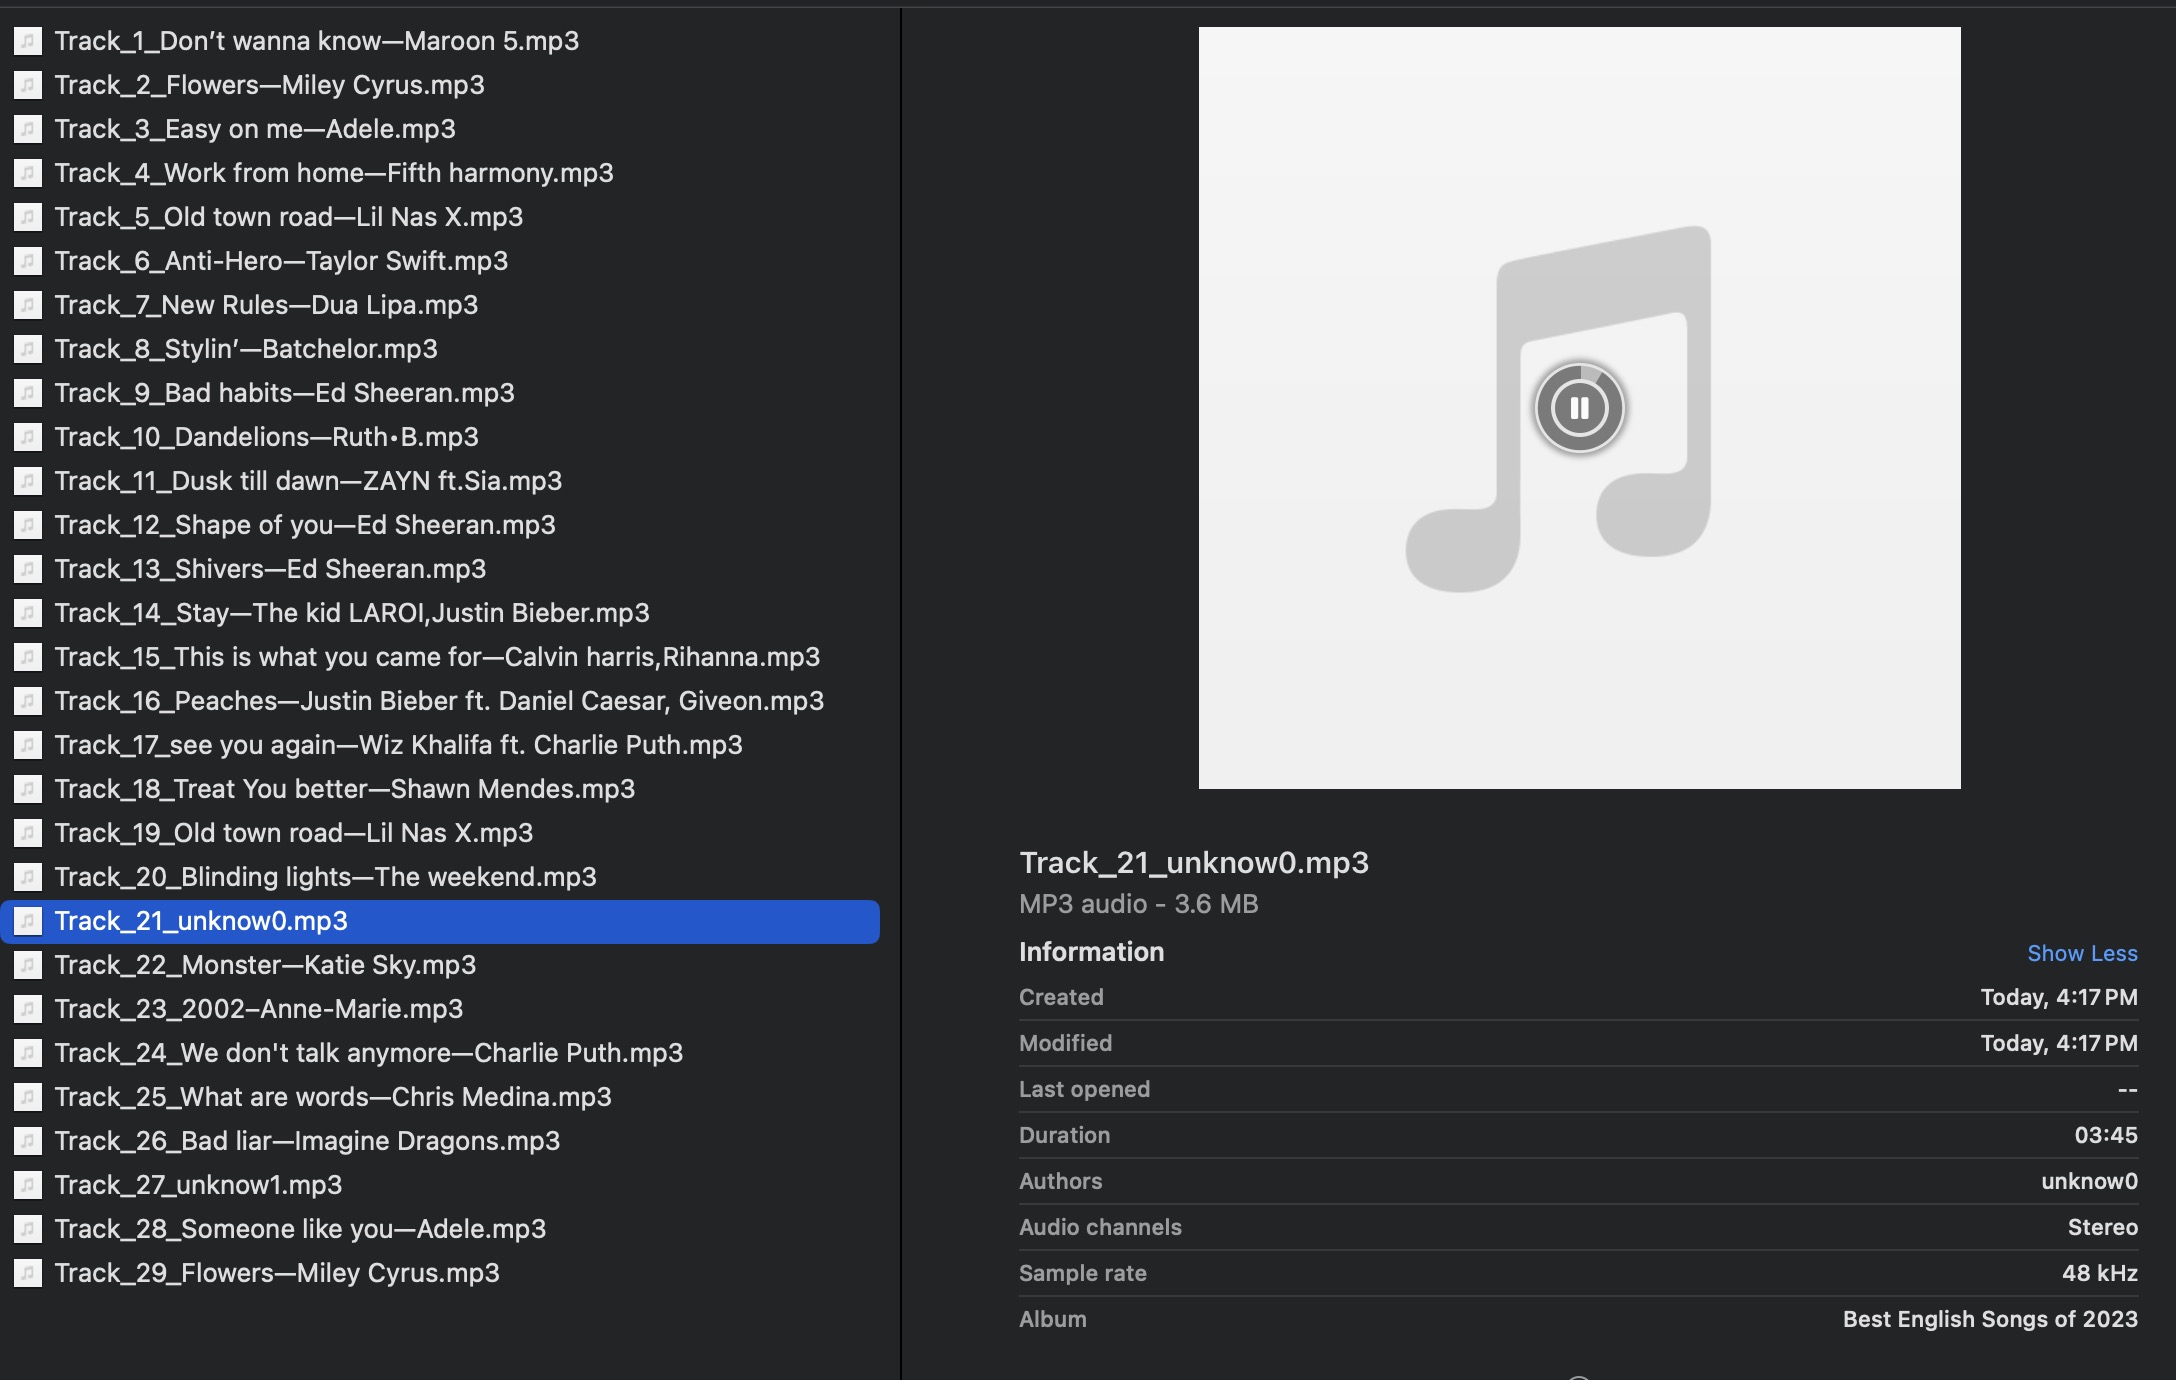 Track_1_Don’t wanna know—Maroon 5.mp3
Track_2_Flowers—Miley Cyrus.mp3
Track_3_Easy on me—Adele.mp3
Track_4_Work from home—Fifth harmony.mp3
Track_5_Old town road—Lil Nas X.mp3
Track_6_Anti-Hero—Taylor Swift.mp3
Track_7_New Rules—Dua Lipa.mp3
Track_8_Stylin’—Batchelor.mp3
Track_9_Bad habits—Ed Sheeran.mp3
Track_10_Dandelions—Ruth•B.mp3
Track_11_Dusk till dawn—ZAYN ft.Sia.mp3
Track_12_Shape of you—Ed Sheeran.mp3
Track_13_Shivers—Ed Sheeran.mp3
Track_14_Stay—The kid LAROI,Justin Bieber.mp3
Track_15_This is what you came for—Calvin harris,Rihanna.mp3
Track_16_Peaches—Justin Bieber ft. Daniel Caesar, Giveon.mp3
Track_17_see you again—Wiz Khalifa ft. Charlie Puth.mp3
Track_18_Treat You better—Shawn Mendes.mp3
Track_19_Old town road—Lil Nas X.mp3
Track_20_Blinding lights—The weekend.mp3
Track_21_unknow0.mp3
Track_22_Monster—Katie Sky.mp3
Track_23_2002–Anne-Marie.mp3
Track_24_We don't talk anymore—Charlie Puth.mp3
Track_25_What are words—Chris Medina.mp3
Track_26_Bad liar—Imagine Dragons.mp3
Track_27_unknow1.mp3
Track_28_Someone like you—Adele.mp3
Track_29_Flowers—Miley Cyrus.mp3
Track_21_unknow0.mp3
MP3 audio - 3.6 MB
Information Show Less
Created Today, 4:17 PM
Modified Today, 4:17 PM
Last opened --
Duration 03:45
Authors unknow0
Audio channels Stereo
Sample rate 48 kHz
Album Best English Songs of 2023